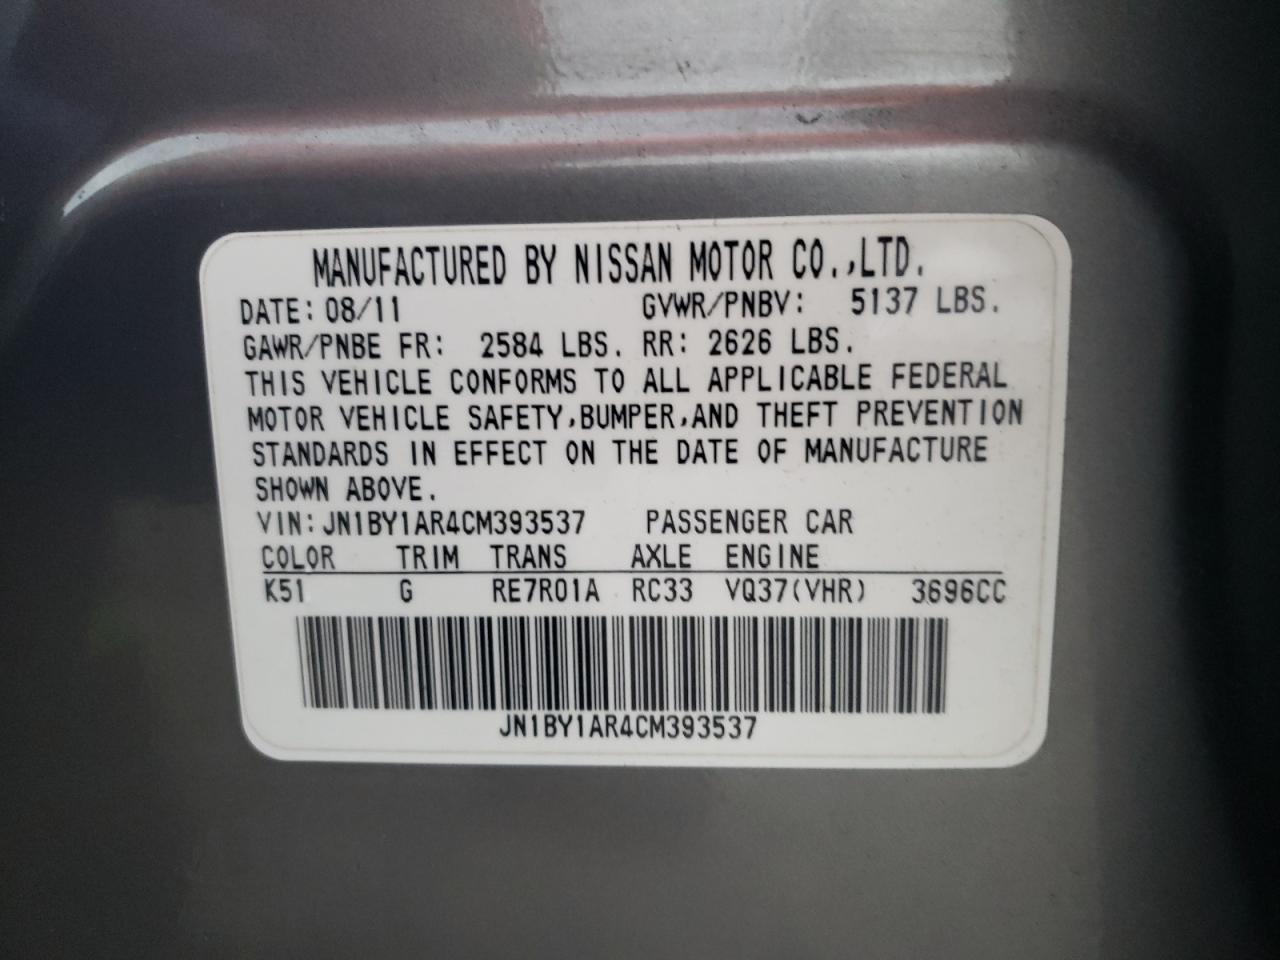 MANUFACTURED BY NISSAN MOTOR CO.,LTD.
DATE: 08/11 GVWR/PNBV: 5137 LBS.
GAWR/PNBE FR: 2584 LBS. RR: 2626 LBS.
THIS VEHICLE CONFORMS TO ALL APPLICABLE FEDERAL
MOTOR VEHICLE SAFETY,BUMPER,AND THEFT PREVENTION
STANDARDS IN EFFECT ON THE DATE OF MANUFACTURE
SHOWN ABOVE.
VIN: JN1BY1AR4CM393537 PASSENGER CAR
COLOR TRIM TRANS AXLE ENGINE
K51 G RE7R01A RC33 VQ37(VHR) 3696CC
JN1BY1AR4CM393537